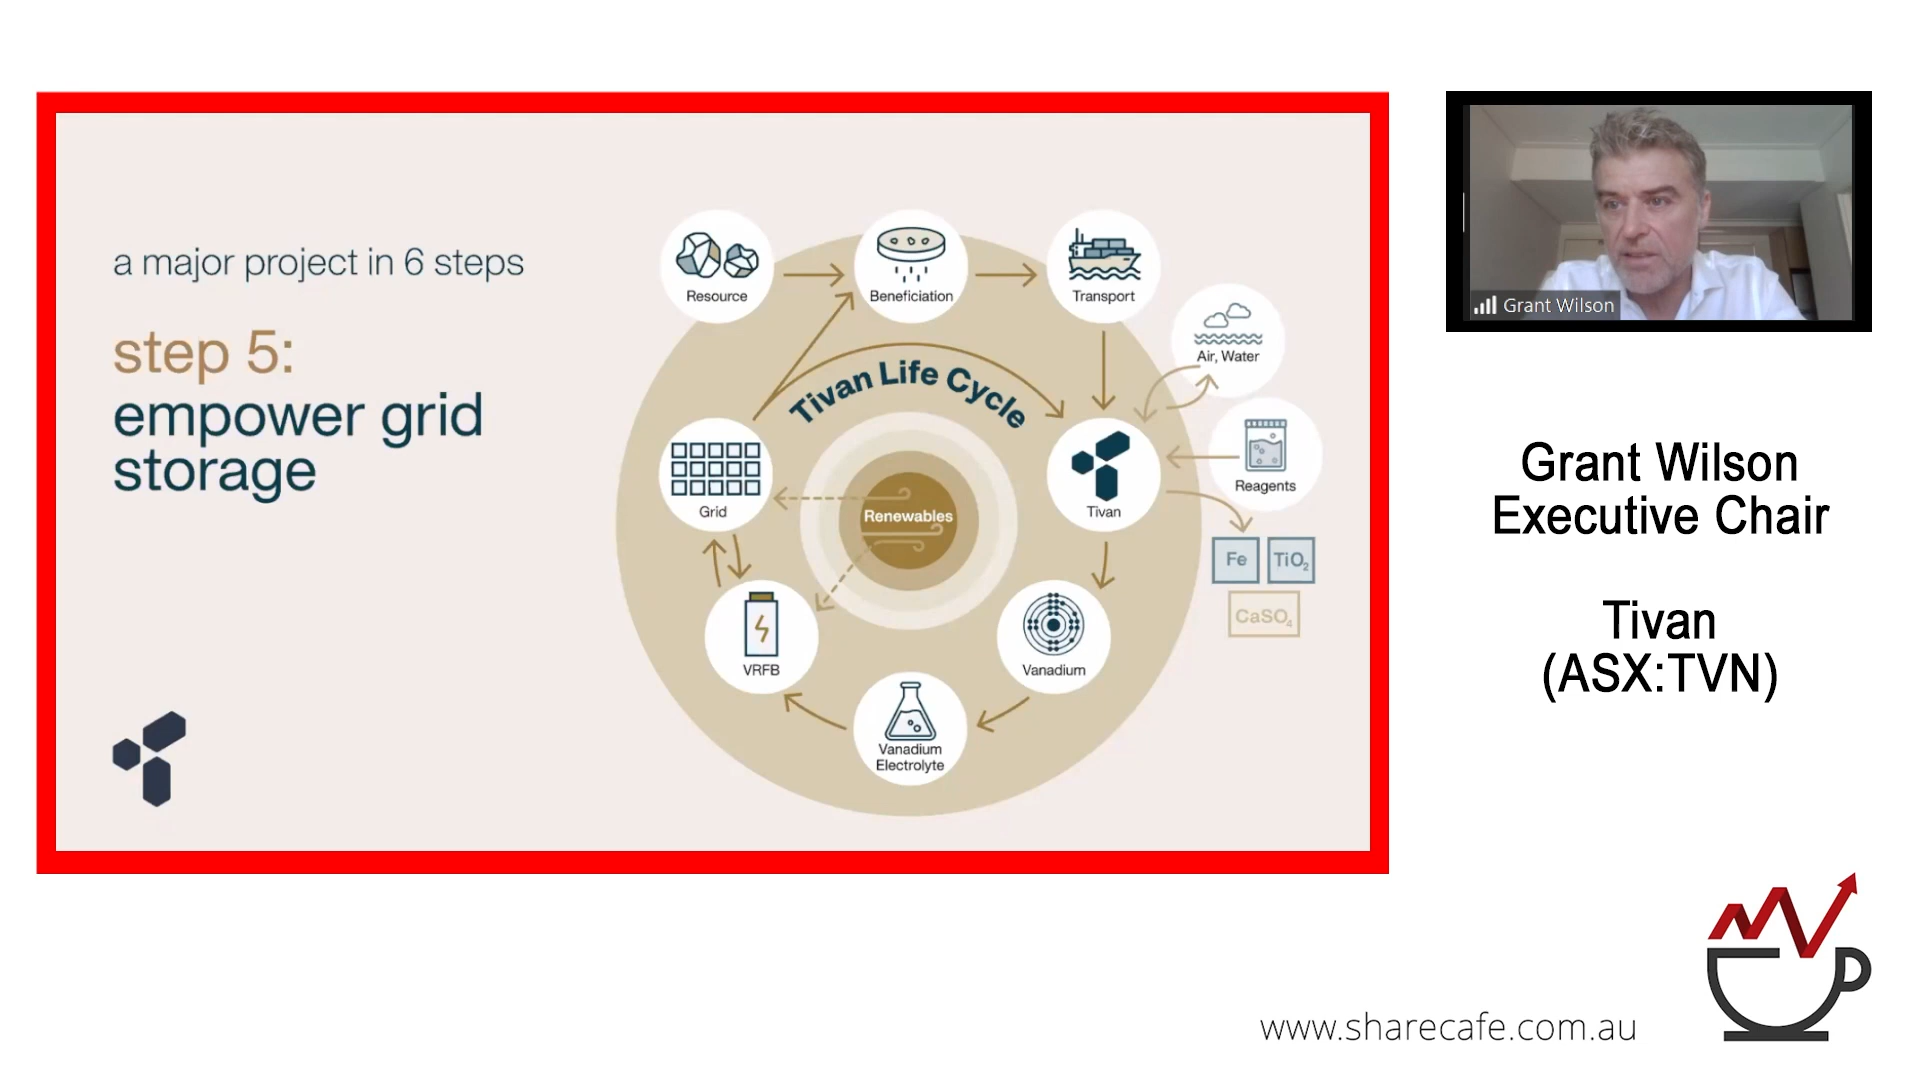 a major project in 6 steps
step 5:
empower grid
storage
Resource
Beneficiation
Transport
Air, Water
Tivan Life Cycle
Grid
Renewables
Tivan
Reagents
Fe
TiO₂
CaSO₄
VRFB
Vanadium
Vanadium
Electrolyte
Grant Wilson
Grant Wilson
Executive Chair
Tivan
(ASX:TVN)
www.sharecafe.com.au